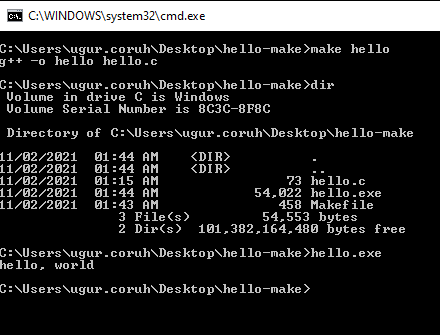 C:\WINDOWS\system32\cmd.exe
C:\Users\ugur.coruh\Desktop\hello-make>make hello
g++ -o hello hello.c
C:\Users\ugur.coruh\Desktop\hello-make>dir
Volume in drive C is Windows
Volume Serial Number is 8C3C-8F8C
Directory of C:\Users\ugur.coruh\Desktop\hello-make
11/02/2021 01:44 AM <DIR> .
11/02/2021 01:44 AM <DIR> ..
11/02/2021 01:15 AM 73 hello.c
11/02/2021 01:44 AM 54,022 hello.exe
11/02/2021 01:43 AM 458 Makefile
3 File(s) 54,553 bytes
2 Dir(s) 101,382,164,480 bytes free
C:\Users\ugur.coruh\Desktop\hello-make>hello.exe
hello, world
C:\Users\ugur.coruh\Desktop\hello-make>